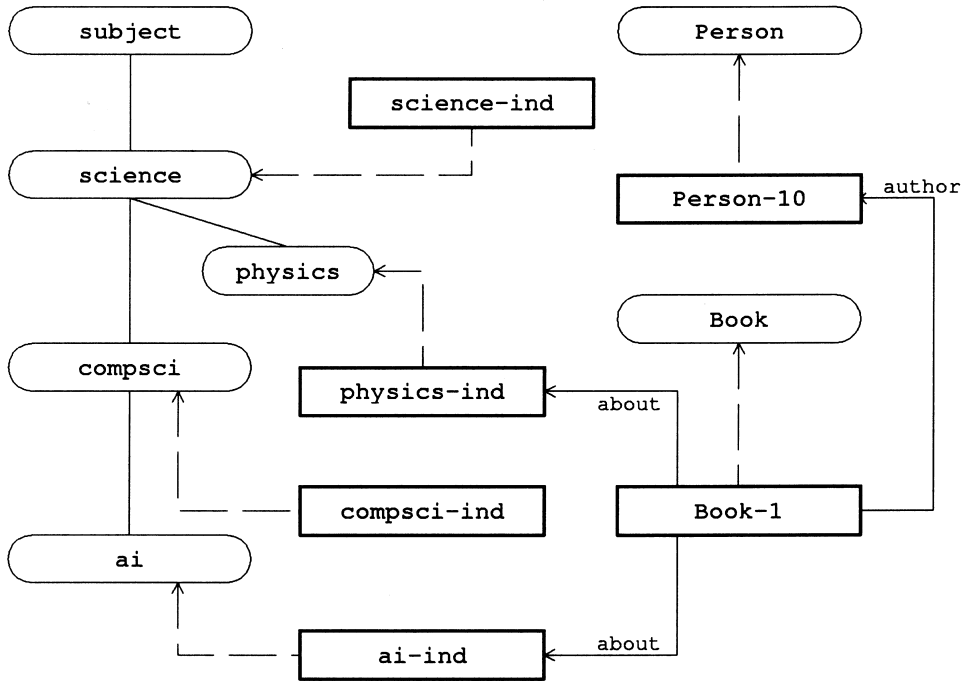 subject
Person
science-ind
science
Person-10
author
physics
Book
compsci
physics-ind
about
compsci-ind
Book-1
ai
about
ai-ind